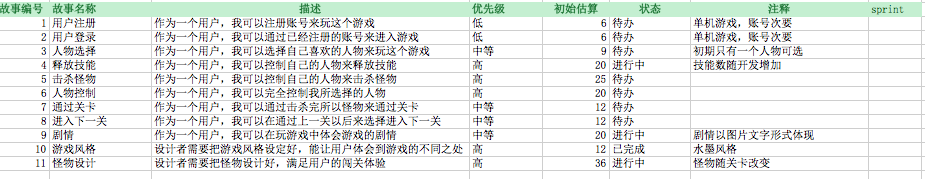 故事编号 故事名称 描述 优先级 初始估算 状态 注释 sprint
1 用户注册 作为一个用户，我可以注册账号来玩这个游戏 低 6 待办 单机游戏，账号次要
2 用户登录 作为一个用户，我可以通过已经注册的账号来进入游戏 低 6 待办 单机游戏，账号次要
3 人物选择 作为一个用户，我可以选择自己喜欢的人物来玩这个游戏 中等 9 待办 初期只有一个人物可选
4 释放技能 作为一个用户，我可以控制自己的人物来释放技能 高 20 进行中 技能数随开发增加
5 击杀怪物 作为一个用户，我可以控制自己的人物来击杀怪物 高 25 待办
6 人物控制 作为一个用户，我可以完全控制我所选择的人物 高 20 待办
7 通过关卡 作为一个用户，我可以通过击杀完所以怪物来通过关卡 中等 12 待办
8 进入下一关 作为一个用户，我可以在通过上一关以后来选择进入下一关 中等 12 待办
9 剧情 作为一个用户，我可以在玩游戏中体会游戏的剧情 中等 20 进行中 剧情以图片文字形式体现
10 游戏风格 设计者需要把游戏风格设定好，能让用户体会到游戏的不同之处 高 12 已完成 水墨风格
11 怪物设计 设计者需要把怪物设计好，满足用户的闯关体验 高 36 进行中 怪物随关卡改变